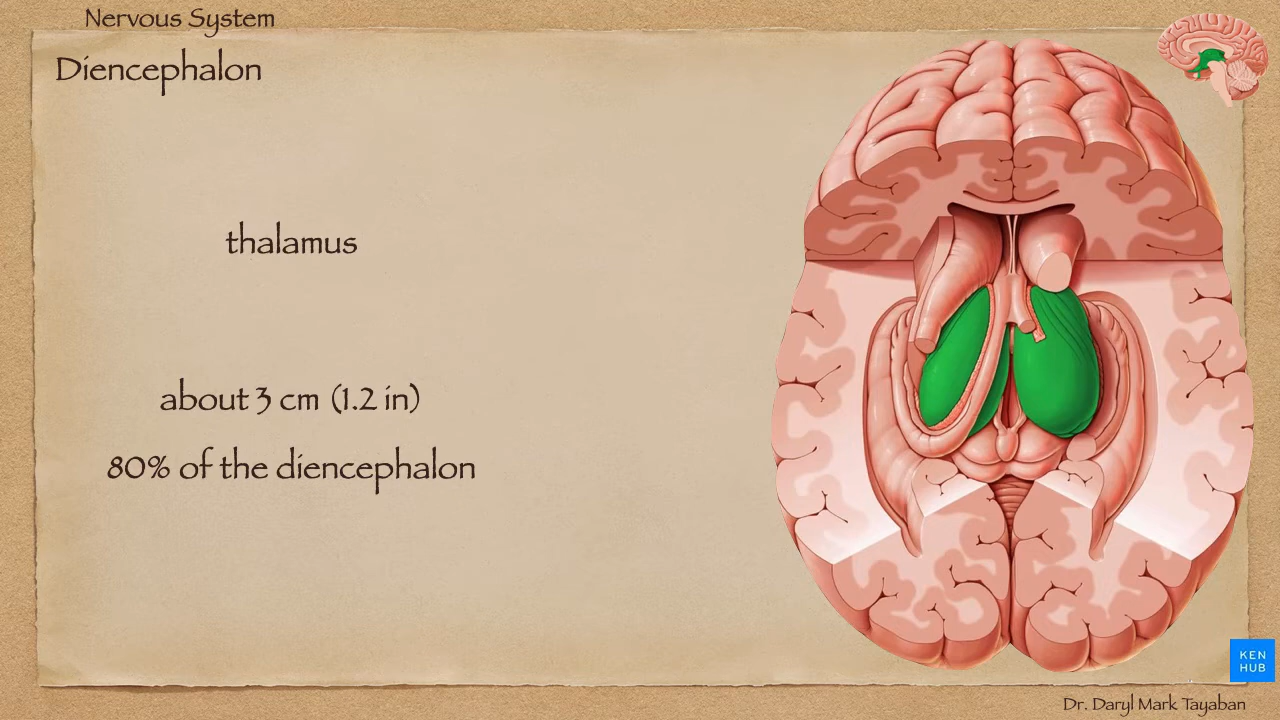 Nervous System
Diencephalon
thalamus
about 3 cm (1.2 in)
80% of the diencephalon
KEN
HUB
Dr. Daryl Mark Tayaban